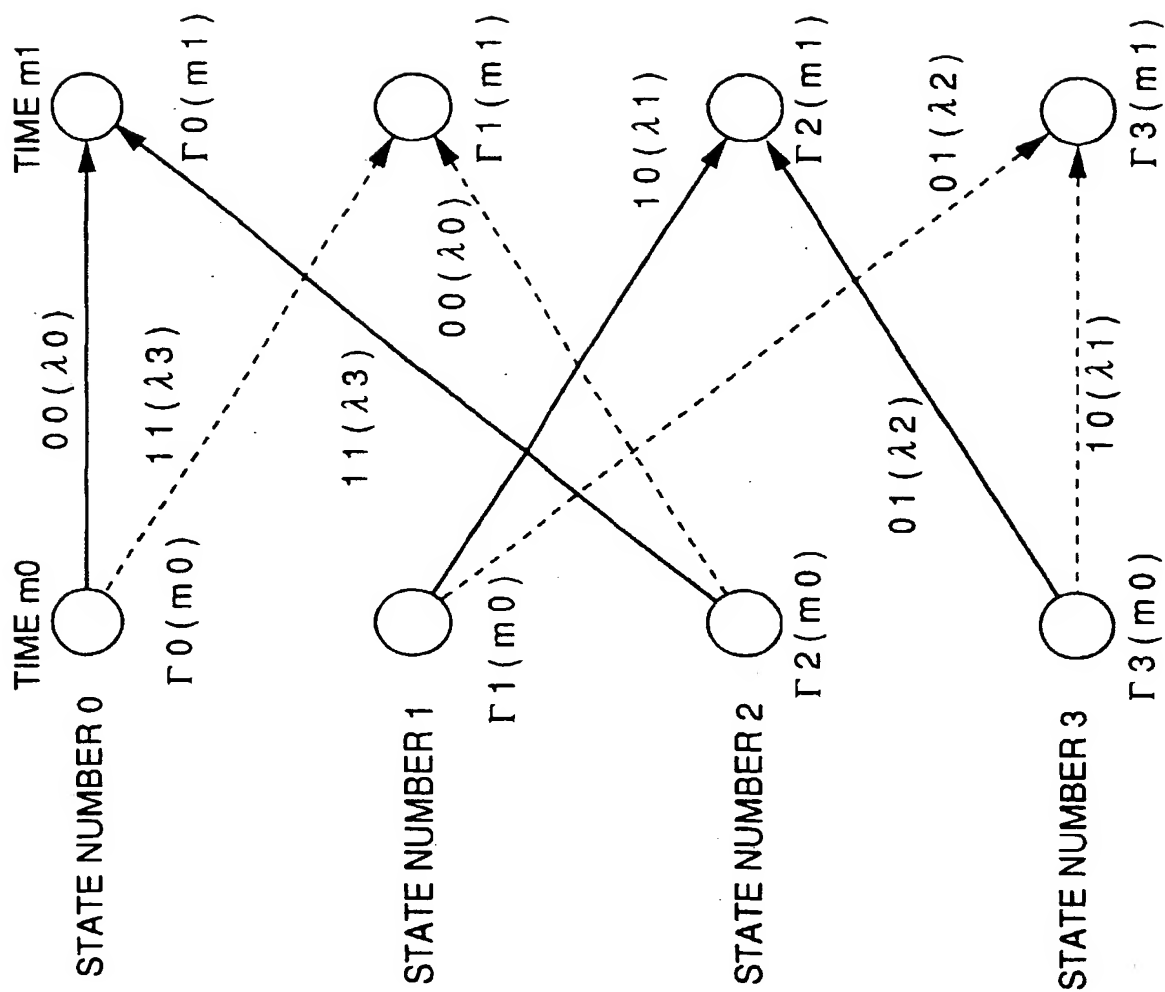 TIME m0
TIME m1
STATE NUMBER 0
00(λ0)
Γ0(m0)
Γ0(m1)
11(λ3)
STATE NUMBER 1
Γ1(m0)
Γ1(m1)
00(λ0)
11(λ3)
10(λ1)
STATE NUMBER 2
Γ2(m0)
Γ2(m1)
01(λ2)
01(λ2)
STATE NUMBER 3
10(λ1)
Γ3(m0)
Γ3(m1)